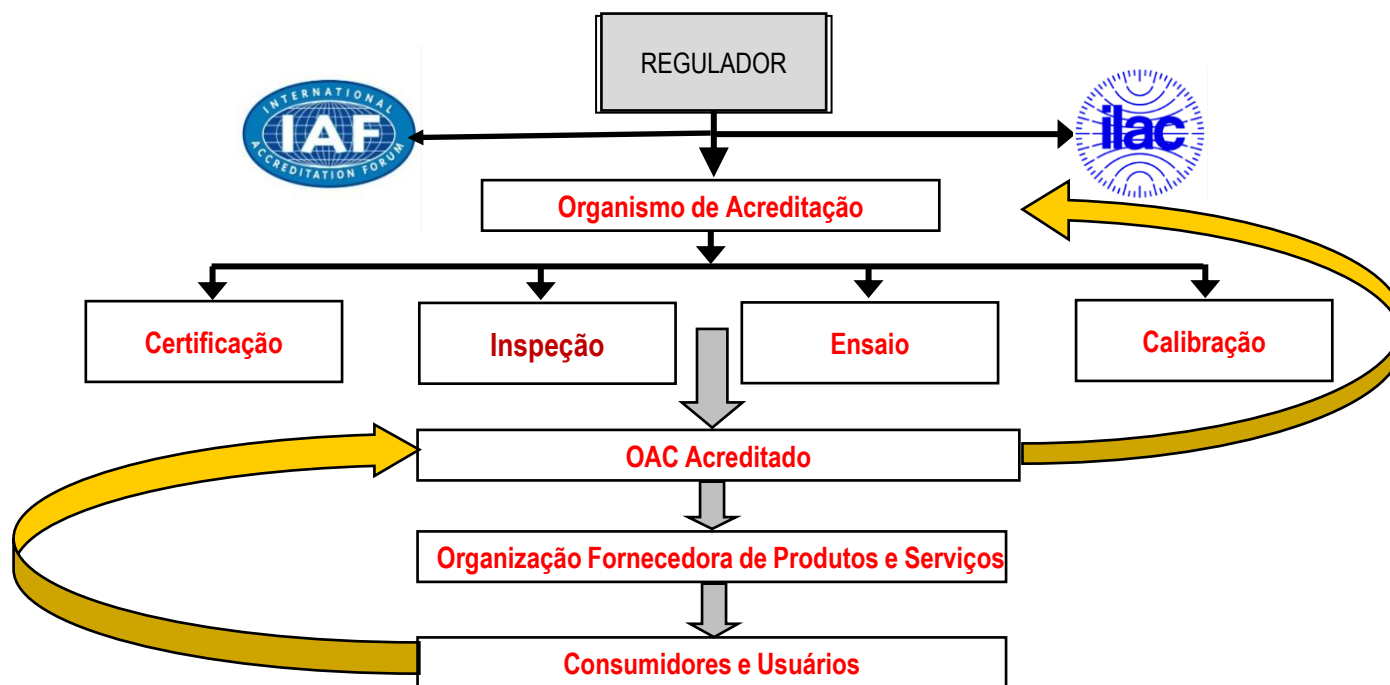 REGULADOR
INTERNATIONAL
IAF
ACCREDITATION FORUM
ilac
Organismo de Acreditação
Certificação
Inspeção
Ensaio
Calibração
OAC Acreditado
Organização Fornecedora de Produtos e Serviços
Consumidores e Usuários